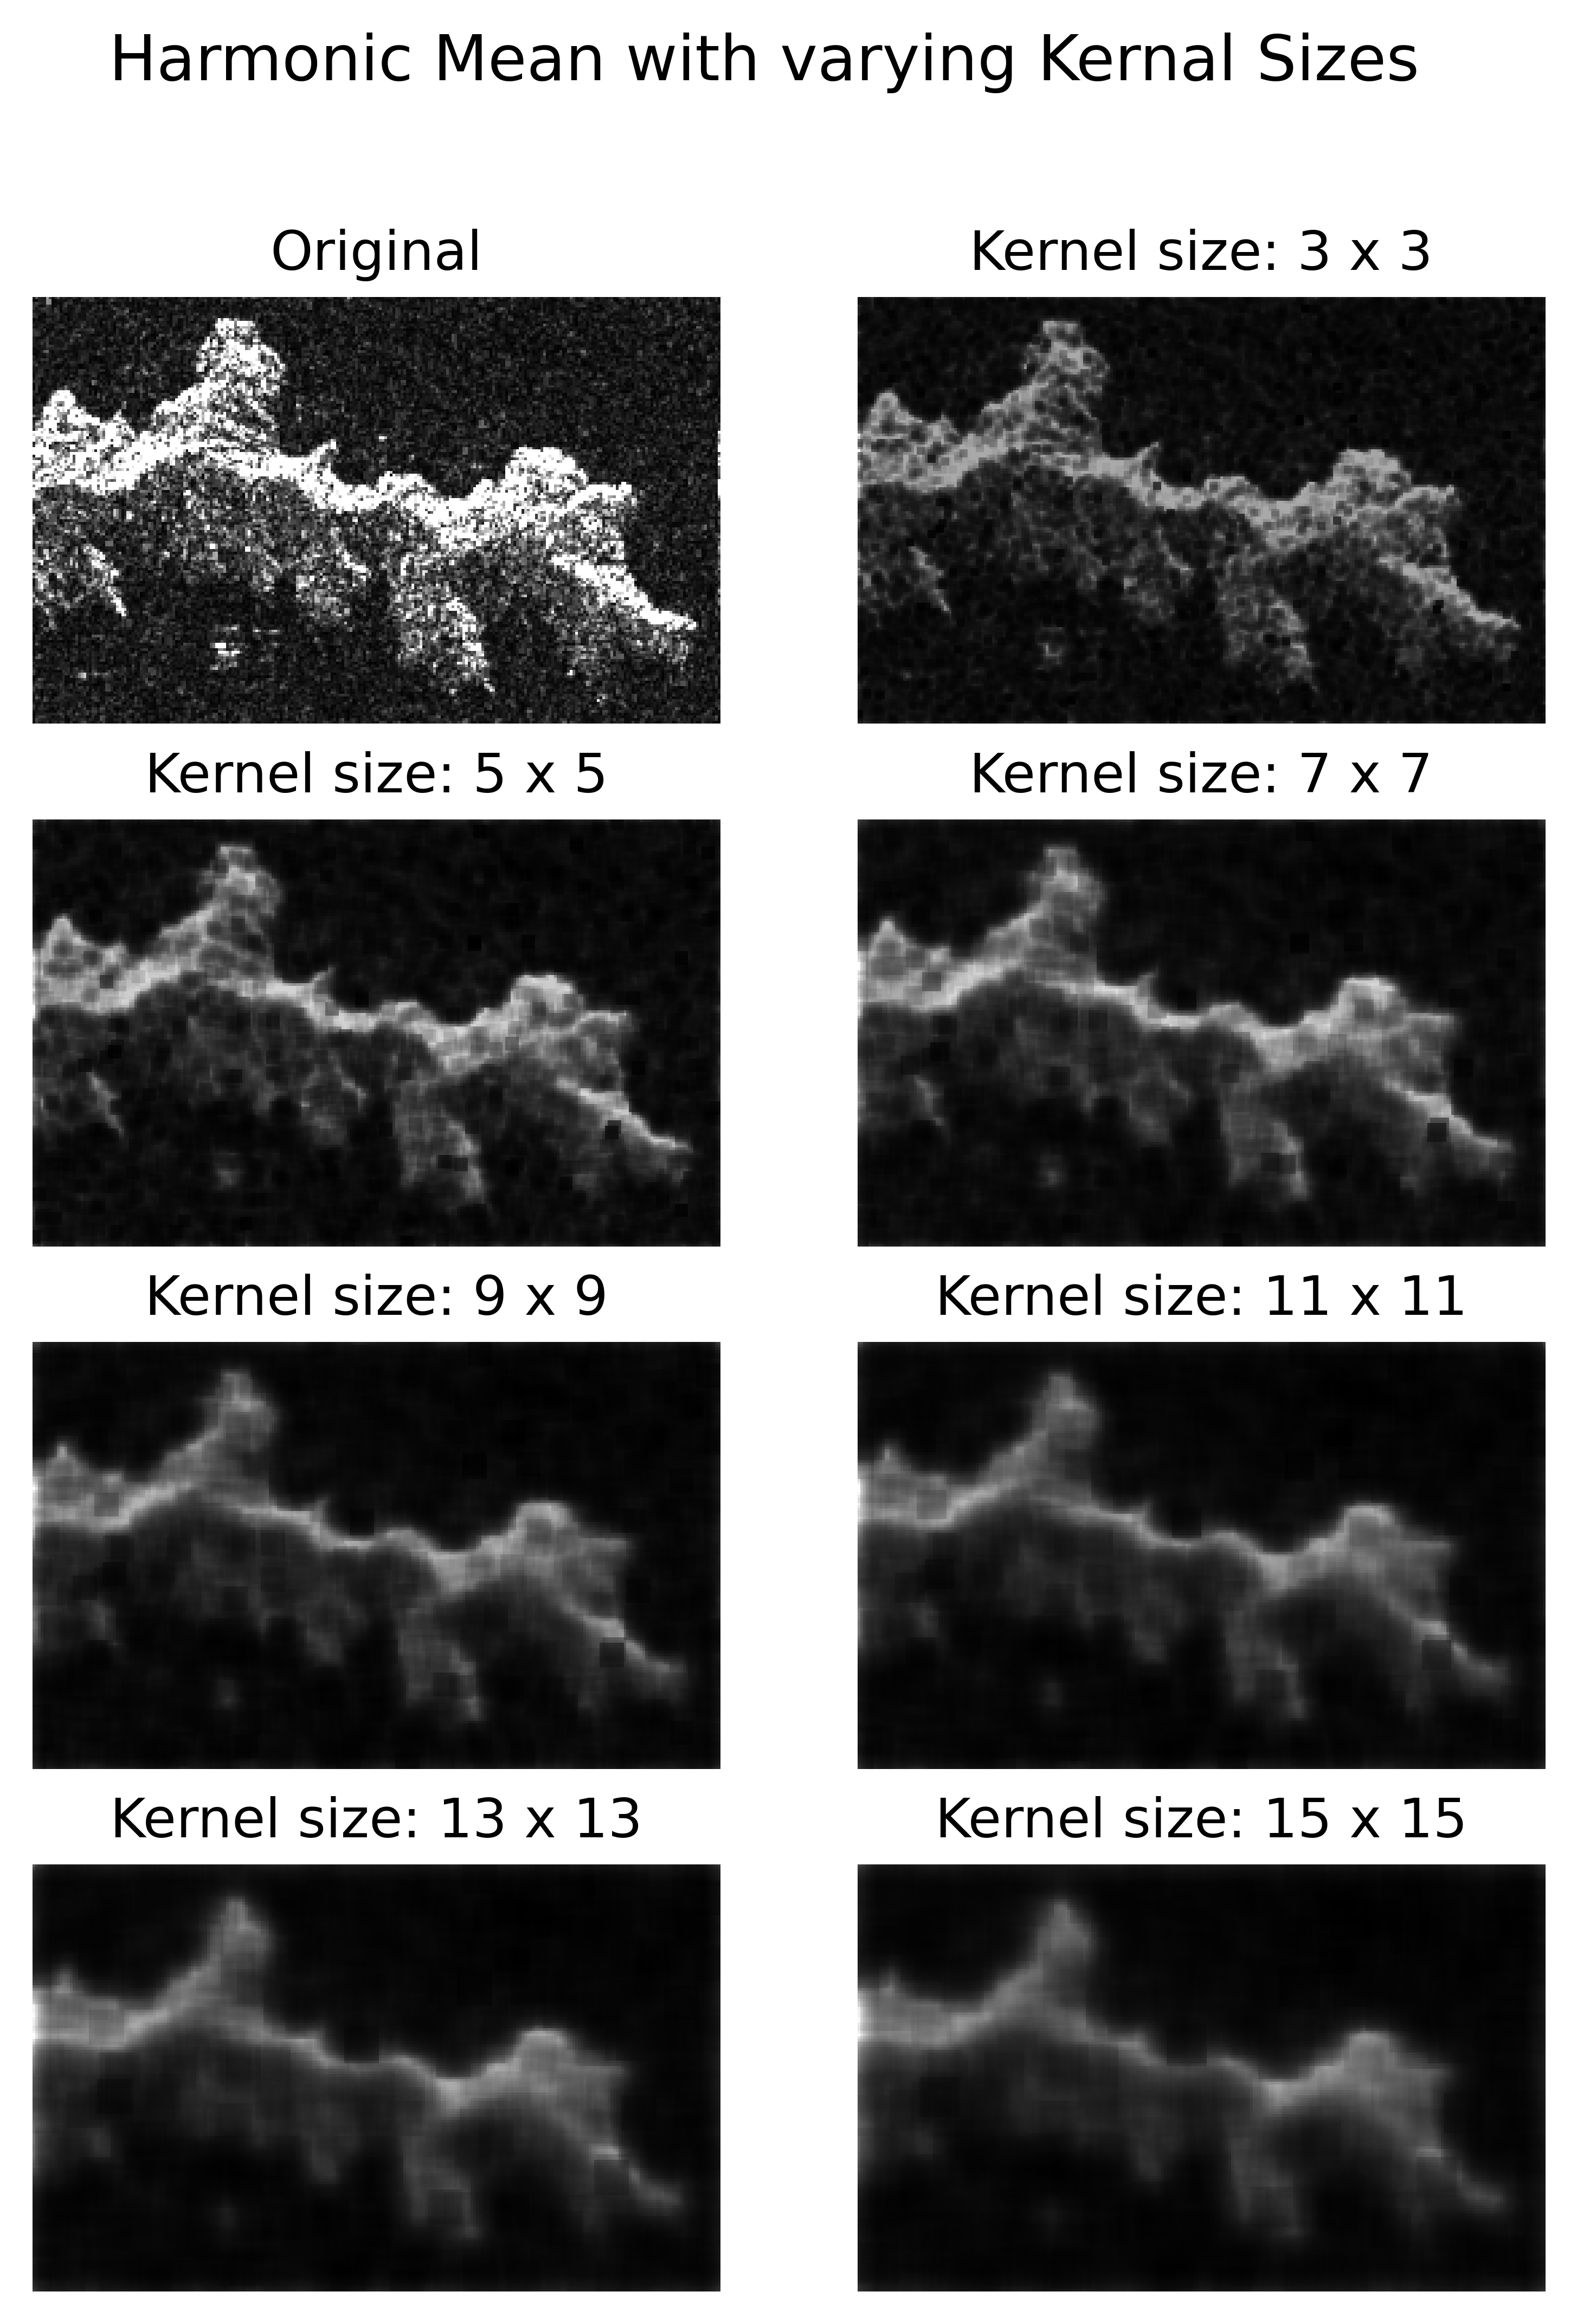 Harmonic Mean with varying Kernal Sizes
Original
Kernel size: 3 x 3
Kernel size: 5 x 5
Kernel size: 7 x 7
Kernel size: 9 x 9
Kernel size: 11 x 11
Kernel size: 13 x 13
Kernel size: 15 x 15